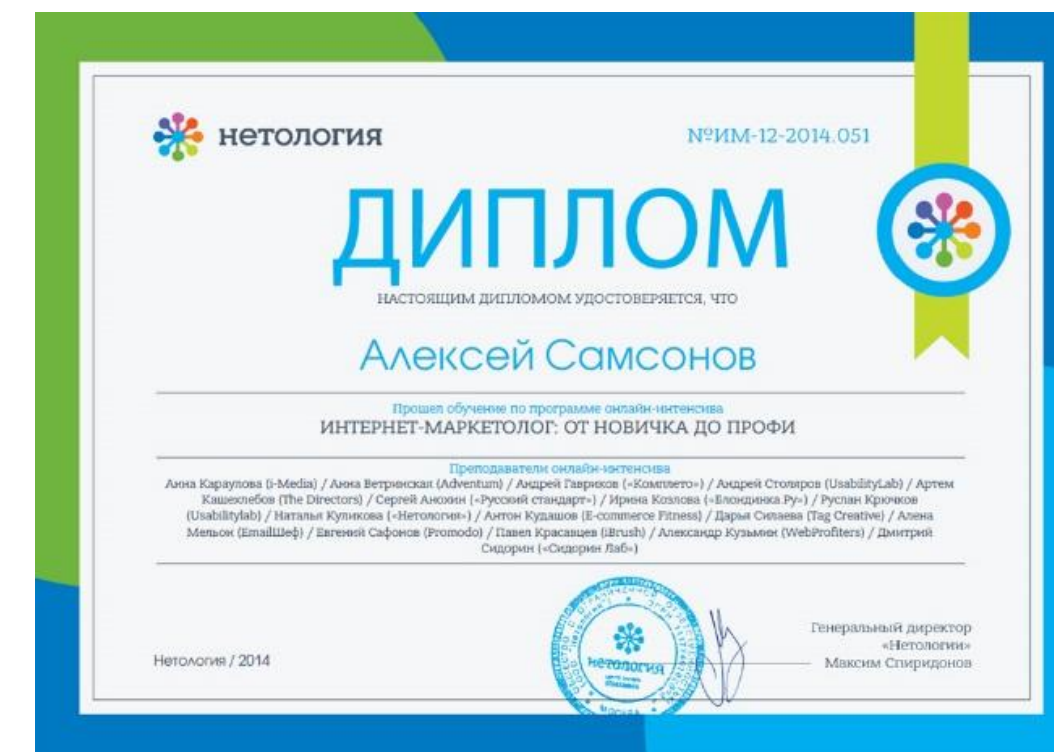 нетология
№ИМ-12-2014.051
ДИПЛОМ
НАСТОЯЩИМ ДИПЛОМОМ УДОСТОВЕРЯЕТСЯ, ЧТО
Алексей Самсонов
Прошел обучение по программе онлайн-интенсива
ИНТЕРНЕТ-МАРКЕТОЛОГ: ОТ НОВИЧКА ДО ПРОФИ
Преподаватели онлайн-интенсива
Анна Караулова (i-Media) / Анна Ветринская (Adventum) / Андрей Гавриков («Комплето») / Андрей Столяров (UsabilityLab) / Артем
Кашехлебов (The Directors) / Сергей Анохин («Русский стандарт») / Ирина Козлова («Блондинка.Ру») / Руслан Крючков
(Usabilitylab) / Наталья Куликова («Нетология») / Антон Кудашов (E-commerce Fitness) / Дарья Силаева (Tag Creative) / Алена
Мельон (EmailШеф) / Евгений Сафонов (Promodo) / Павел Красавцев (iBrush) / Александр Кузьмин (WebProfiters) / Дмитрий
Сидорин («Сидорин Лаб»)
нетология
МОСКВА
Генеральный директор
«Нетологии»
Максим Спиридонов
Нетология / 2014